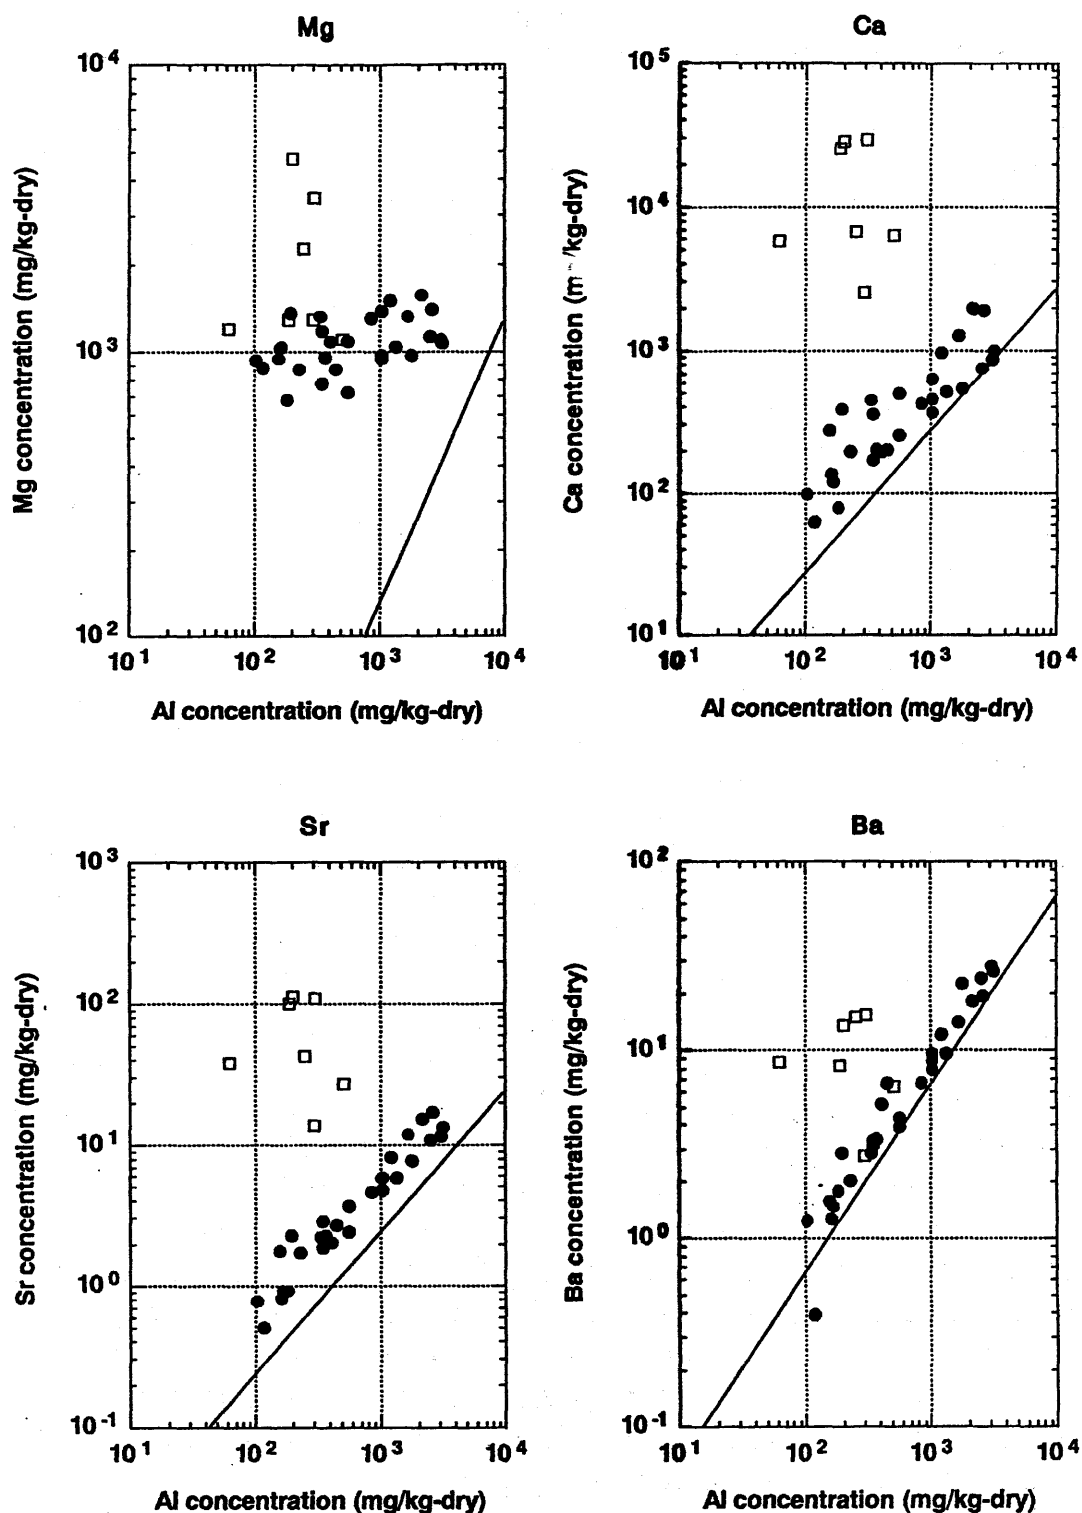 Mg
10⁴
10³
10²
10¹ 10² 10³ 10⁴
Mg concentration (mg/kg-dry)
Al concentration (mg/kg-dry)
Ca
10⁵
10⁴
10³
10²
10¹
10¹ 10² 10³ 10⁴
Ca concentration (m /kg-dry)
Al concentration (mg/kg-dry)
Sr
10³
10²
10¹
10⁰
10⁻¹
10¹ 10² 10³ 10⁴
Sr concentration (mg/kg-dry)
Al concentration (mg/kg-dry)
Ba
10²
10¹
10⁰
10⁻¹
10¹ 10² 10³ 10⁴
Ba concentration (mg/kg-dry)
Al concentration (mg/kg-dry)